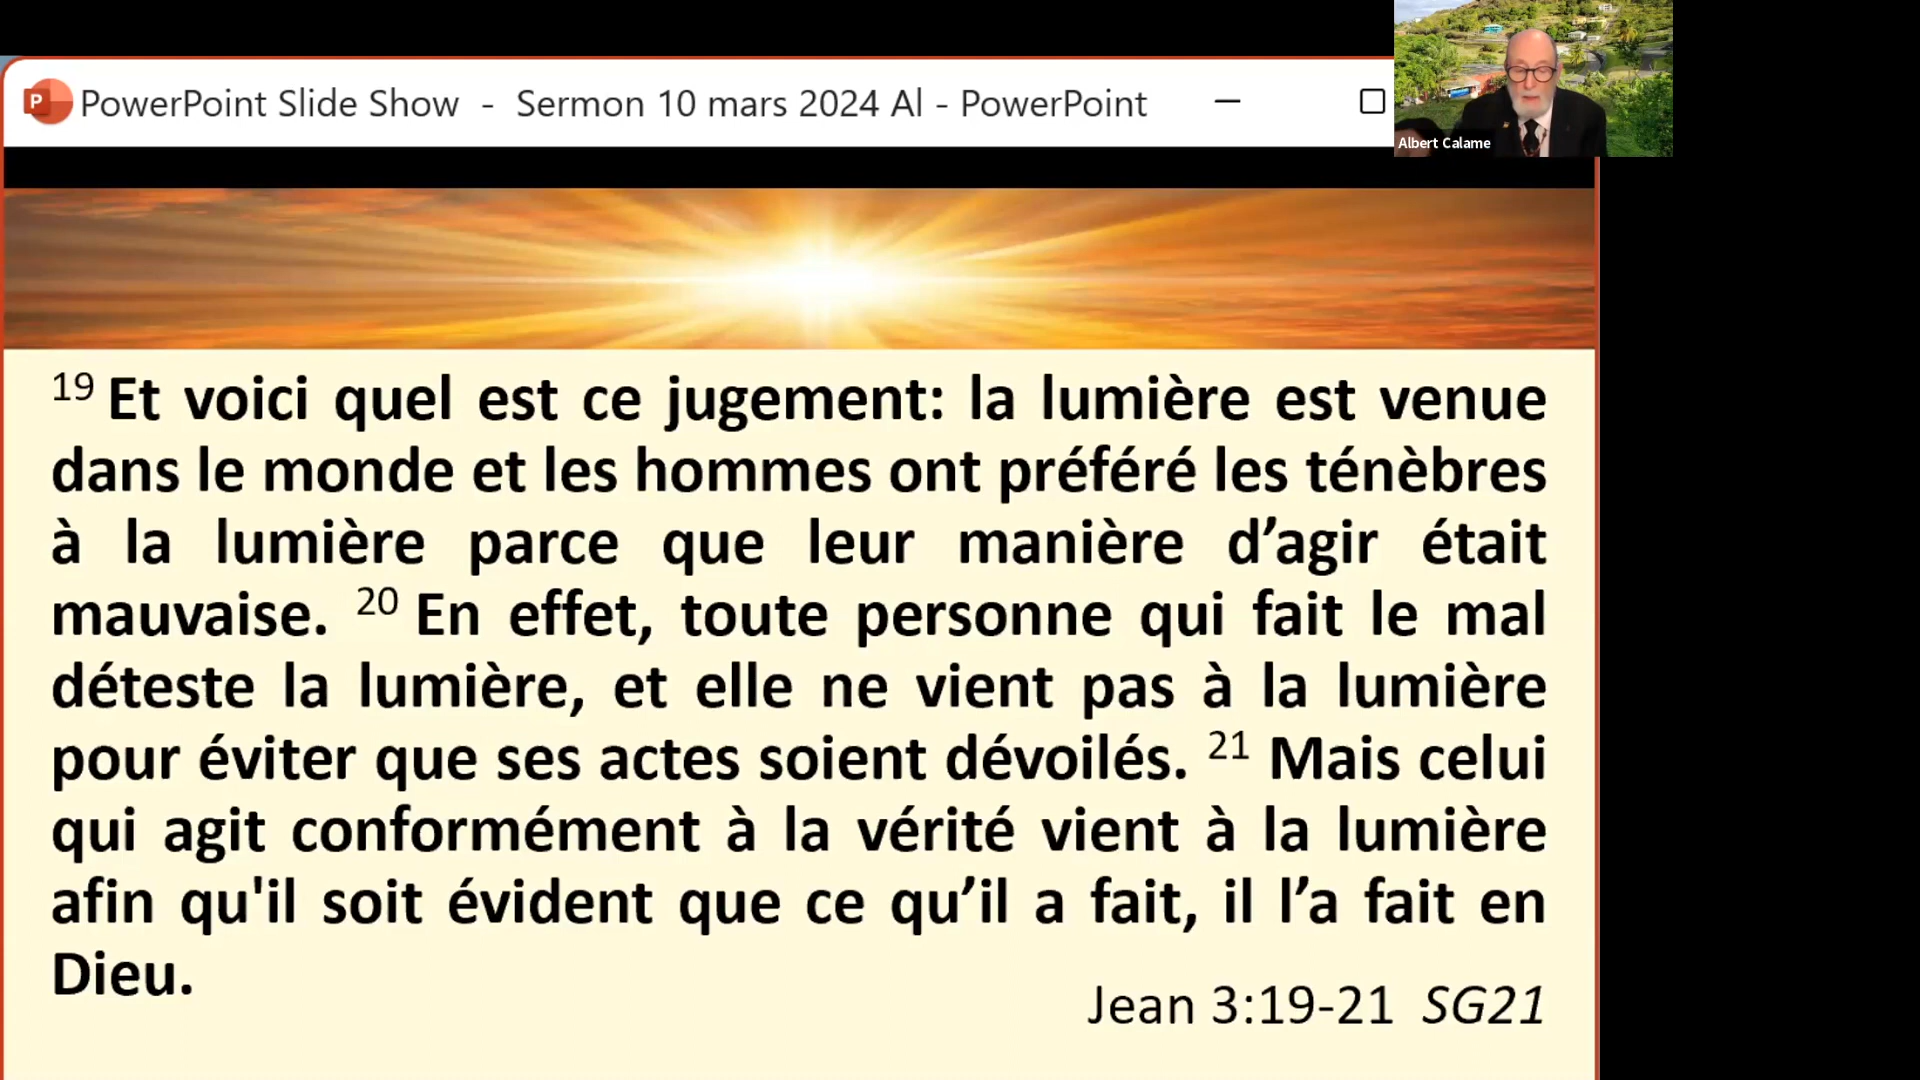 P PowerPoint Slide Show - Sermon 10 mars 2024 Al - PowerPoint
Albert Calame
19 Et voici quel est ce jugement: la lumière est venue
dans le monde et les hommes ont préféré les ténèbres
à la lumière parce que leur manière d’agir était
mauvaise. 20 En effet, toute personne qui fait le mal
déteste la lumière, et elle ne vient pas à la lumière
pour éviter que ses actes soient dévoilés. 21 Mais celui
qui agit conformément à la vérité vient à la lumière
afin qu'il soit évident que ce qu’il a fait, il l’a fait en
Dieu.
Jean 3:19-21 SG21